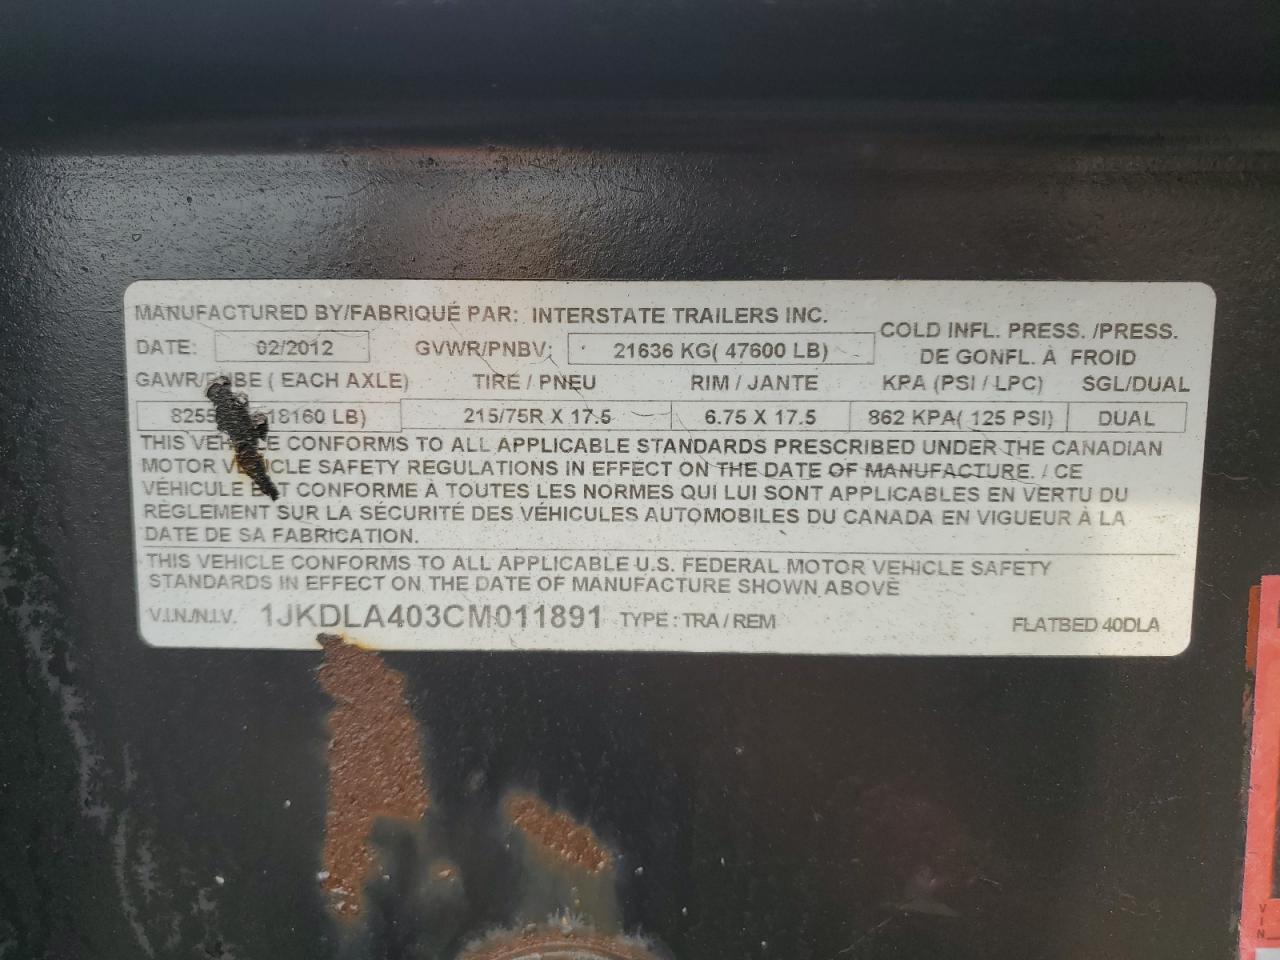 MANUFACTURED BY/FABRIQUÉ PAR: INTERSTATE TRAILERS INC.
DATE: 02/2012 GVWR/PNBV: 21636 KG( 47600 LB) COLD INFL. PRESS. /PRESS. DE GONFL. À FROID
GAWR/ ( EACH AXLE) TIRE / PNEU RIM / JANTE KPA (PSI / LPC) SGL/DUAL
18160 LB) 215/75R X 17.5 6.75 X 17.5 862 KPA( 125 PSI) DUAL
THIS VEHICLE CONFORMS TO ALL APPLICABLE STANDARDS PRESCRIBED UNDER THE CANADIAN
MOTOR VEHICLE SAFETY REGULATIONS IN EFFECT ON THE DATE OF MANUFACTURE. / CE
VÉHICULE EST CONFORME À TOUTES LES NORMES QUI LUI SONT APPLICABLES EN VERTU DU
RÈGLEMENT SUR LA SÉCURITÉ DES VÉHICULES AUTOMOBILES DU CANADA EN VIGUEUR À LA
DATE DE SA FABRICATION.
THIS VEHICLE CONFORMS TO ALL APPLICABLE U.S. FEDERAL MOTOR VEHICLE SAFETY
STANDARDS IN EFFECT ON THE DATE OF MANUFACTURE SHOWN ABOVE
V.I.N./N.I.V. 1JKDLA403CM011891 TYPE : TRA / REM FLATBED 40DLA
VIN